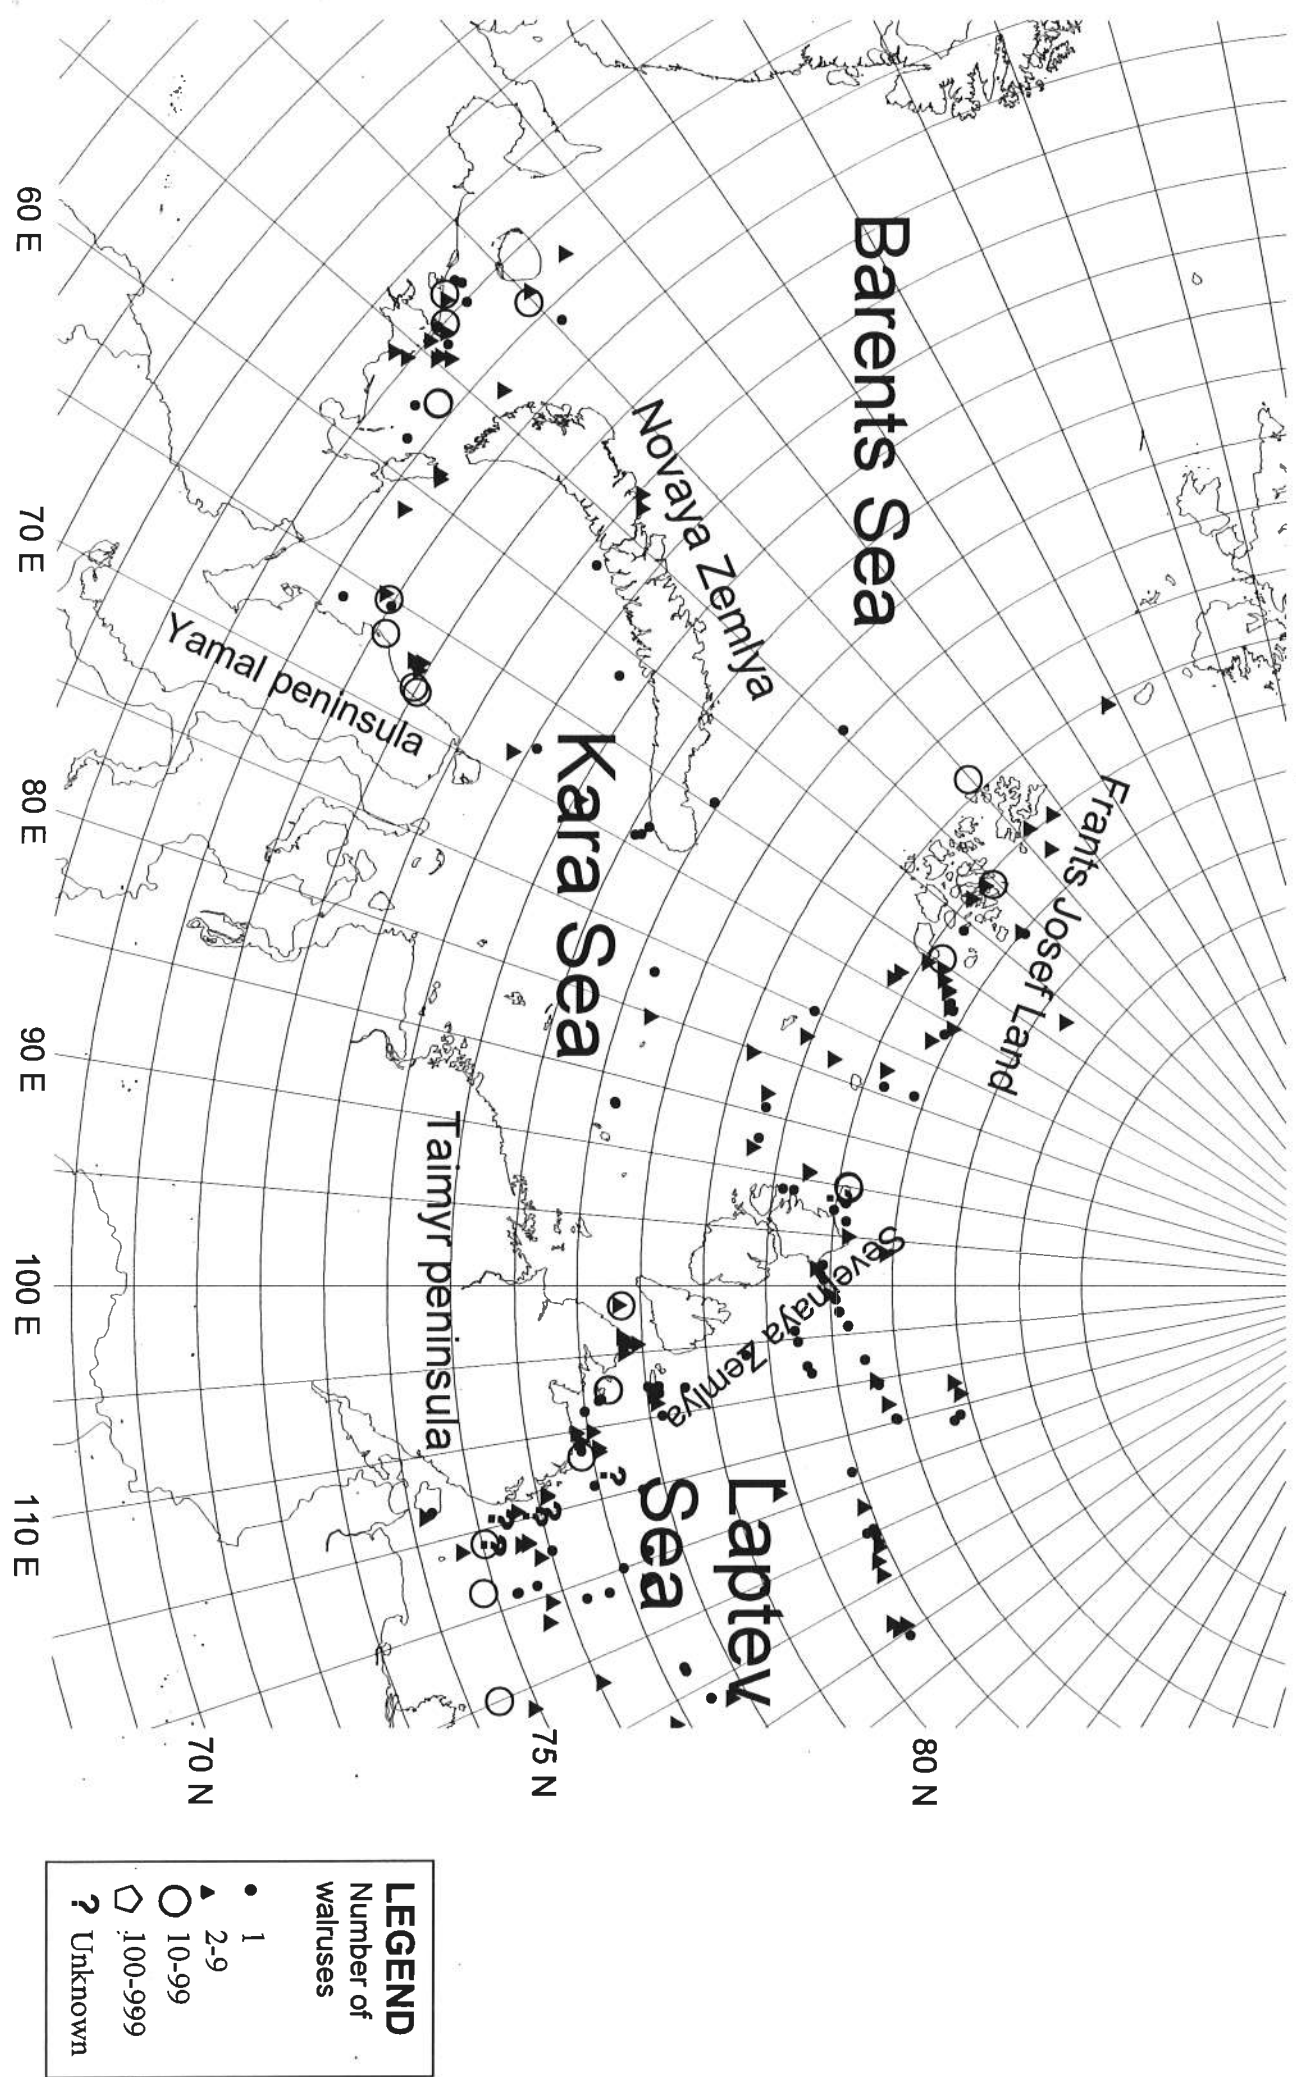 Barents Sea
Novaya Zemlya
Frants Josef Land
Kara Sea
Yamal peninsula
Severnaya Zemlya
Taimyr peninsula
Laptev
Sea
?
?
?
?
60 E
70 E
80 E
90 E
100 E
110 E
70 N
75 N
80 N
LEGEND
Number of
walruses
1
2-9
10-99
100-999
? Unknown